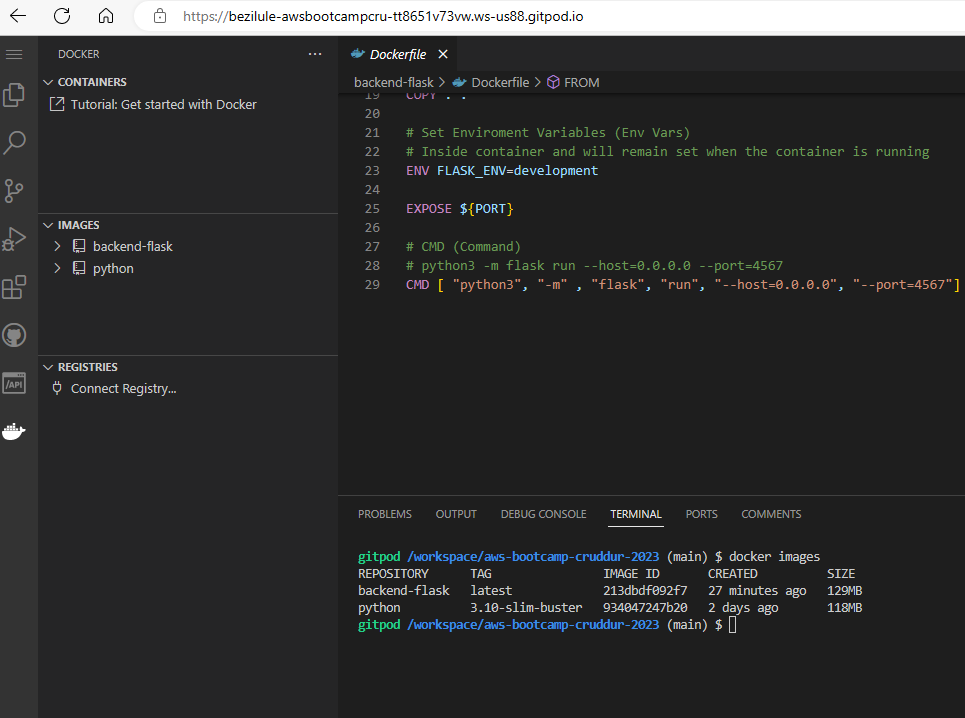 https://bezilule-awsbootcampcru-tt8651v73vw.ws-us88.gitpod.io
DOCKER ...
CONTAINERS
Tutorial: Get started with Docker
IMAGES
backend-flask
python
REGISTRIES
Connect Registry...
/API
Dockerfile
backend-flask > Dockerfile > FROM
19 COPY . .
20
21 # Set Enviroment Variables (Env Vars)
22 # Inside container and will remain set when the container is running
23 ENV FLASK_ENV=development
24
25 EXPOSE ${PORT}
26
27 # CMD (Command)
28 # python3 -m flask run --host=0.0.0.0 --port=4567
29 CMD [ "python3", "-m" , "flask", "run", "--host=0.0.0.0", "--port=4567"]
PROBLEMS OUTPUT DEBUG CONSOLE TERMINAL PORTS COMMENTS
gitpod /workspace/aws-bootcamp-cruddur-2023 (main) $ docker images
REPOSITORY TAG IMAGE ID CREATED SIZE
backend-flask latest 213dbdf092f7 27 minutes ago 129MB
python 3.10-slim-buster 934047247b20 2 days ago 118MB
gitpod /workspace/aws-bootcamp-cruddur-2023 (main) $